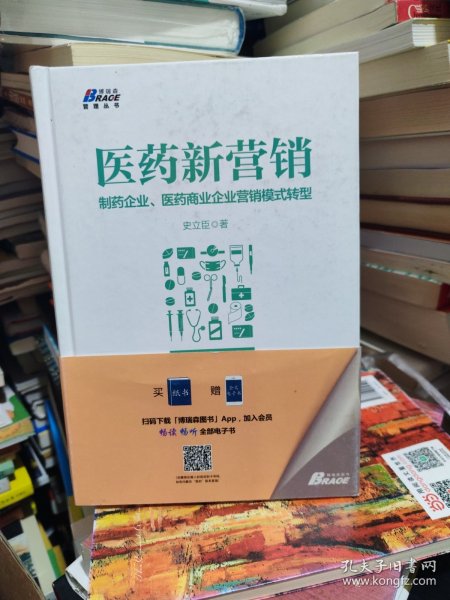 博瑞森
BRACE
管理丛书
医药新营销
制药企业、医药商业企业营销模式转型
史立臣◎著
买 纸书 赠
扫码下载「博瑞森图书」App，加入会员
畅读 畅听 全部电子书
BRACE
孔夫子旧书网
www.kongfz.com